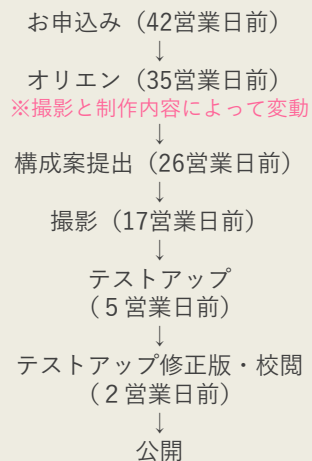 お申込み（42営業日前）
↓
オリエン（35営業日前）
※撮影と制作内容によって変動
↓
構成案提出（26営業日前）
↓
撮影（17営業日前）
↓
テストアップ
（５営業日前）
↓
テストアップ修正版・校閲
（２営業日前）
↓
公開